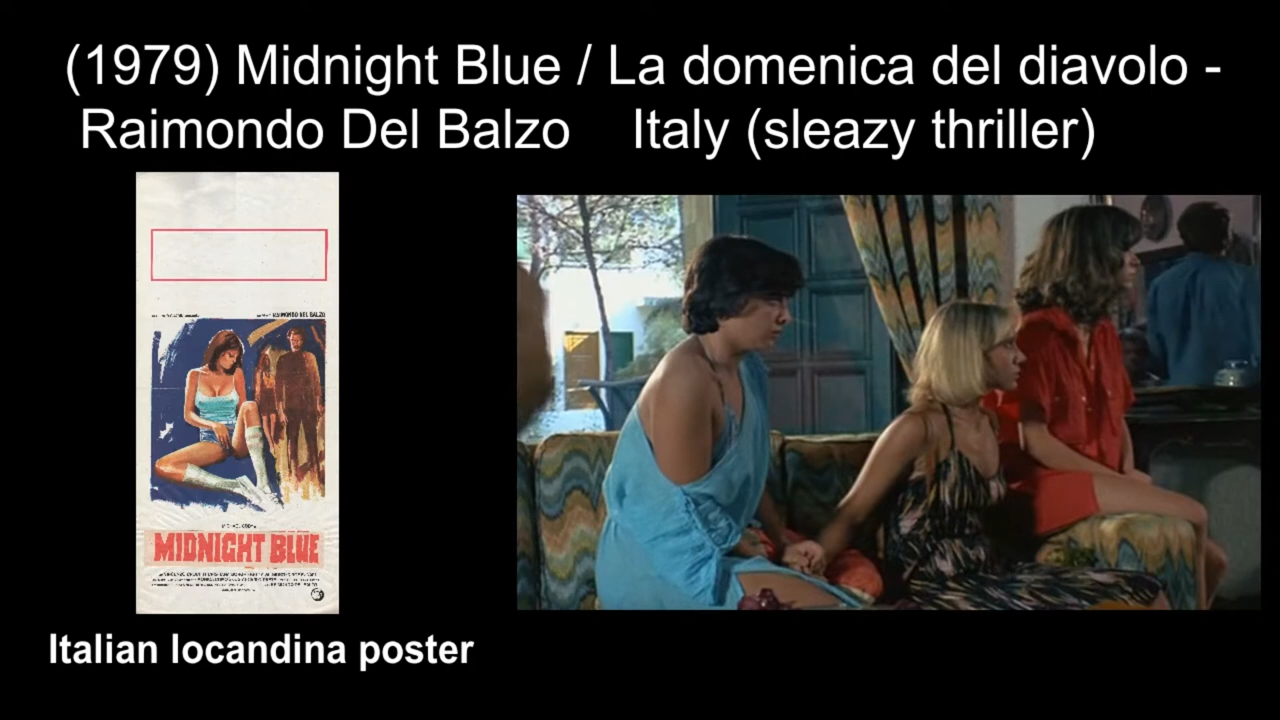 (1979) Midnight Blue / La domenica del diavolo -
Raimondo Del Balzo Italy (sleazy thriller)
RAIMONDO DEL BALZO
MIDNIGHT BLUE
Italian locandina poster